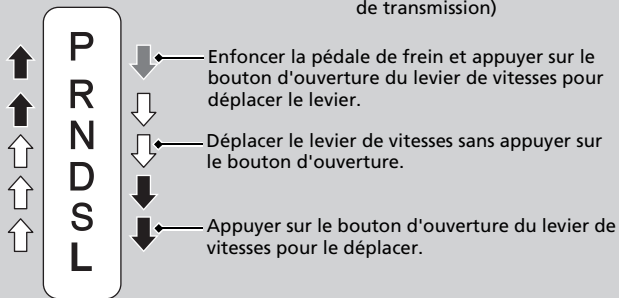 de transmission)
P
R
N
D
S
L
Enfoncer la pédale de frein et appuyer sur le
bouton d'ouverture du levier de vitesses pour
déplacer le levier.
Déplacer le levier de vitesses sans appuyer sur
le bouton d'ouverture.
Appuyer sur le bouton d'ouverture du levier de
vitesses pour le déplacer.